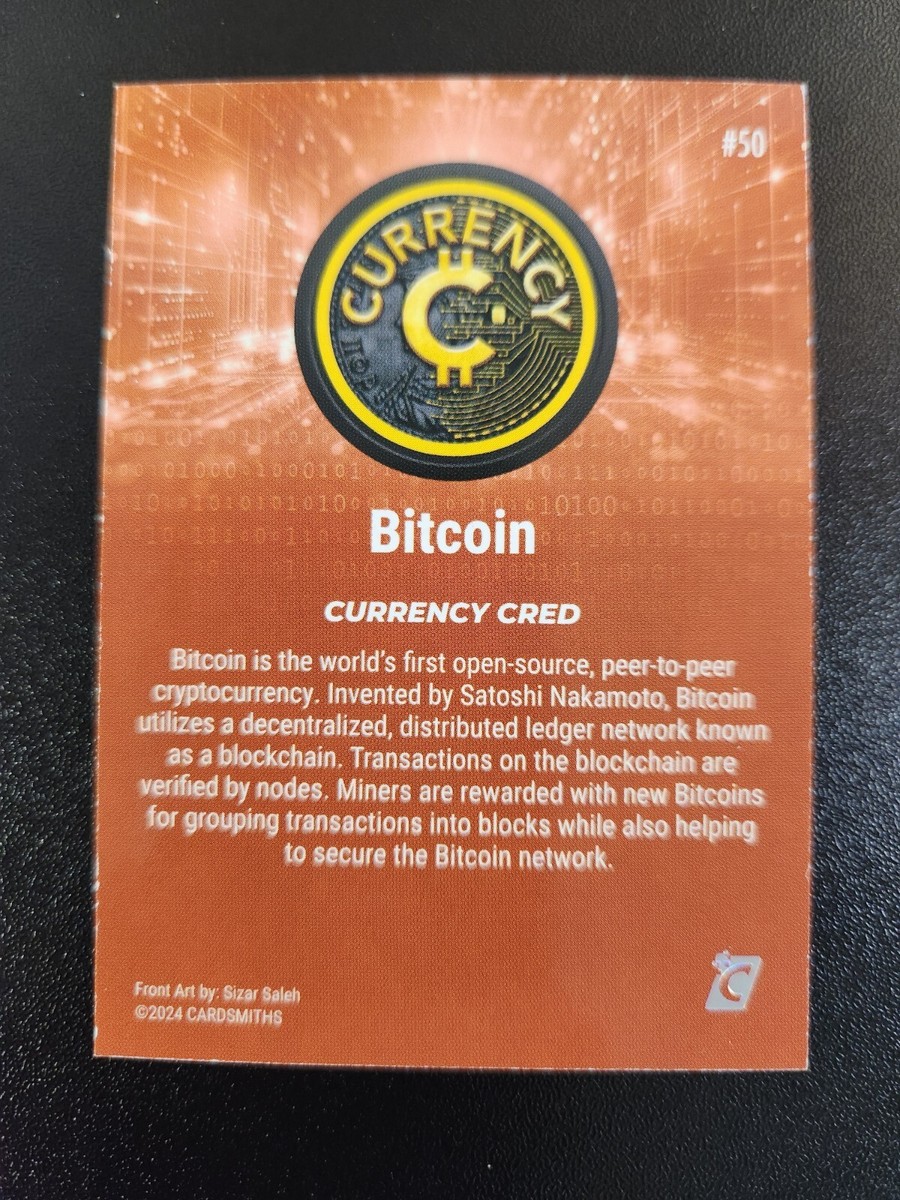 #50
CURRENCY
Bitcoin
CURRENCY CRED
Bitcoin is the world's first open-source, peer-to-peer
cryptocurrency. Invented by Satoshi Nakamoto, Bitcoin
utilizes a decentralized, distributed ledger network known
as a blockchain. Transactions on the blockchain are
verified by nodes. Miners are rewarded with new Bitcoins
for grouping transactions into blocks while also helping
to secure the Bitcoin network.
Front Art by: Sizar Saleh
©2024 CARDSMITHS
C